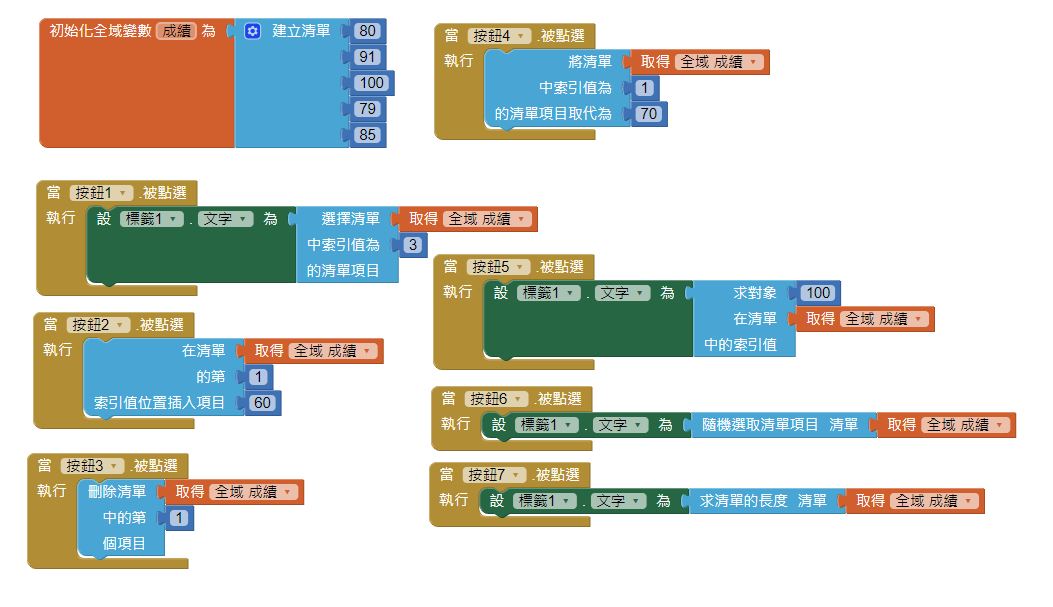 初始化全域變數 成績 為 建立清單 80
91
100
79
85
當 按鈕1 .被點選
執行 設 標籤1 . 文字 為 選擇清單 取得 全域 成績
中索引值為 3
的清單項目
當 按鈕2 .被點選
執行 在清單 取得 全域 成績
的第 1
索引值位置插入項目 60
當 按鈕3 .被點選
執行 刪除清單 取得 全域 成績
中的第 1
個項目
當 按鈕4 .被點選
執行 將清單 取得 全域 成績
中索引值為 1
的清單項目取代為 70
當 按鈕5 .被點選
執行 設 標籤1 . 文字 為 求對象 100
在清單 取得 全域 成績
中的索引值
當 按鈕6 .被點選
執行 設 標籤1 . 文字 為 隨機選取清單項目 清單 取得 全域 成績
當 按鈕7 .被點選
執行 設 標籤1 . 文字 為 求清單的長度 清單 取得 全域 成績